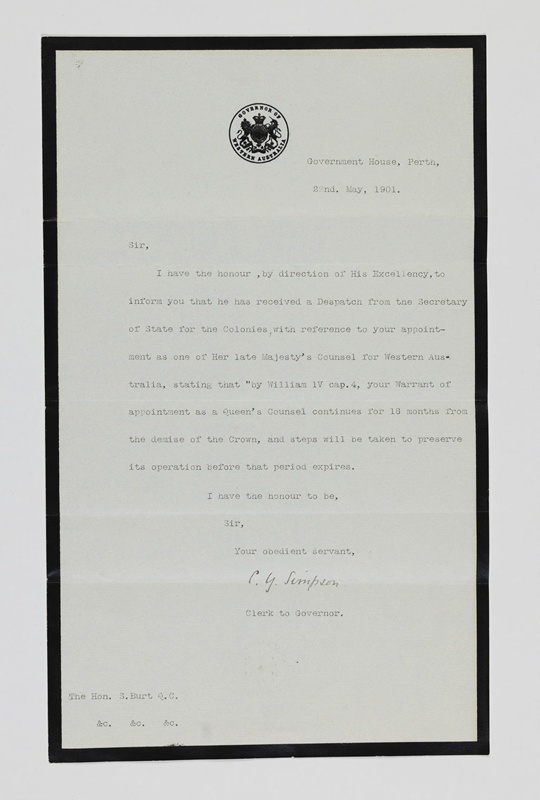 GOVERNOR OF
WESTERN AUSTRALIA
Government House, Perth,
22nd. May, 1901.
Sir,
I have the honour ,by direction of His Excellency,to
inform you that he has received a Despatch from the Secretary
of State for the Colonies,with reference to your appoint-
ment as one of Her late Majesty's Counsel for Western Aus-
tralia, stating that "by William IV cap.4, your Warrant of
appointment as a Queen's Counsel continues for 18 months from
the demise of the Crown, and steps will be taken to preserve
its operation before that period expires.
I have the honour to be,
Sir,
Your obedient servant,
C. Y. Simpson
Clerk to Governor.
The Hon. S.Burt Q.C.
&c. &c. &c.